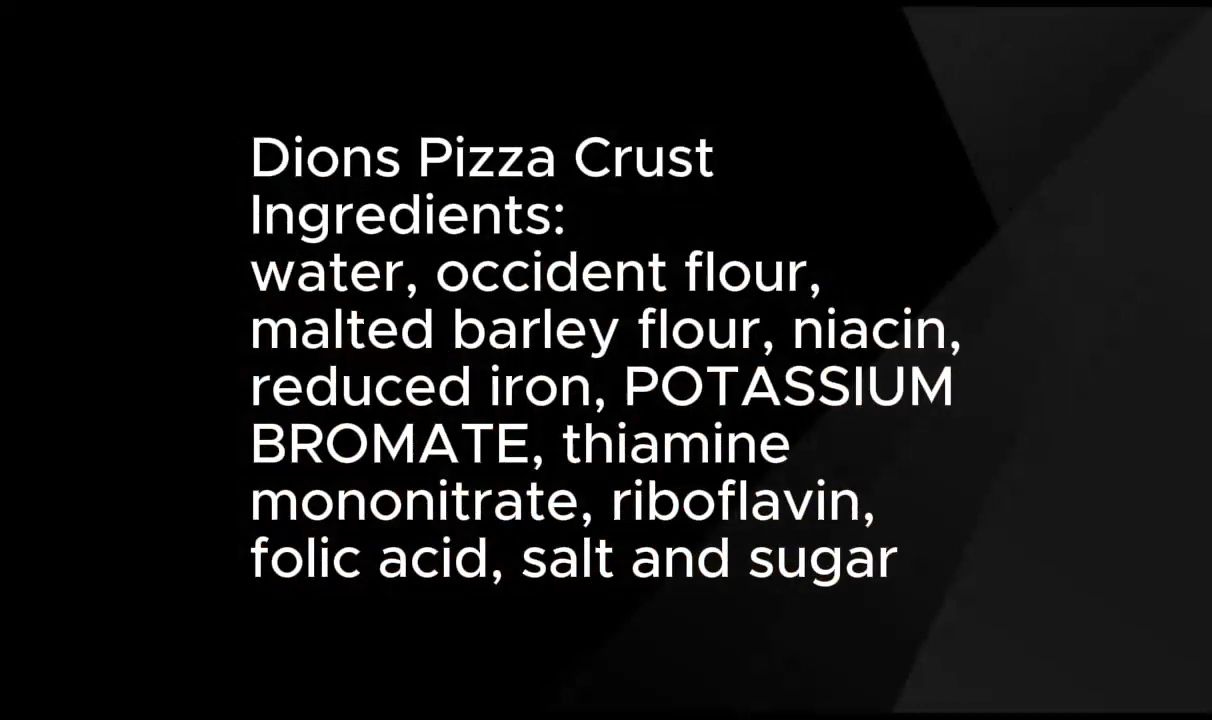 Dions Pizza Crust
Ingredients:
water, occident flour,
malted barley flour, niacin,
reduced iron, POTASSIUM
BROMATE, thiamine
mononitrate, riboflavin,
folic acid, salt and sugar